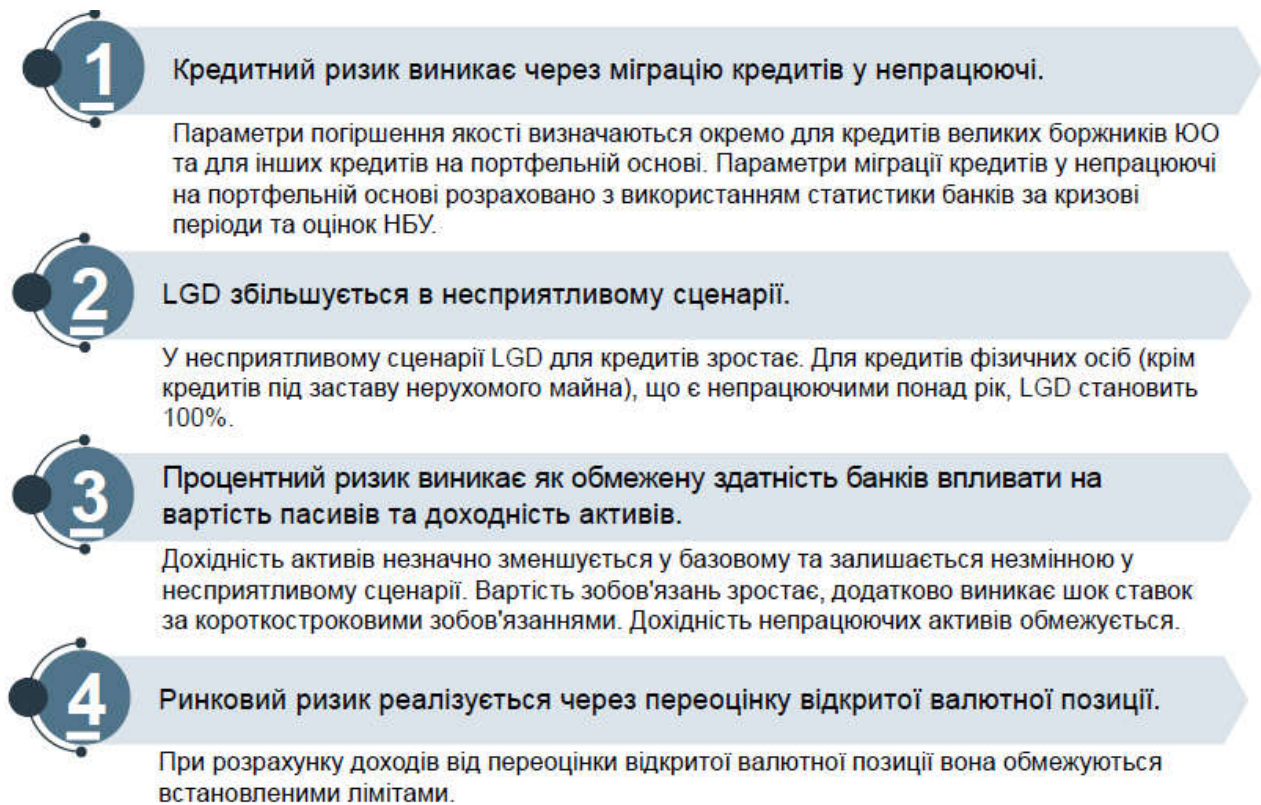 1
Кредитний ризик виникає через міграцію кредитів у непрацюючі.
Параметри погіршення якості визначаються окремо для кредитів великих боржників ЮО
та для інших кредитів на портфельній основі. Параметри міграції кредитів у непрацюючі
на портфельній основі розраховано з використанням статистики банків за кризові
періоди та оцінок НБУ.
2
LGD збільшується в несприятливому сценарії.
У несприятливому сценарії LGD для кредитів зростає. Для кредитів фізичних осіб (крім
кредитів під заставу нерухомого майна), що є непрацюючими понад рік, LGD становить
100%.
3
Процентний ризик виникає як обмежену здатність банків впливати на
вартість пасивів та доходність активів.
Дохідність активів незначно зменшується у базовому та залишається незмінною у
несприятливому сценарії. Вартість зобов'язань зростає, додатково виникає шок ставок
за короткостроковими зобов'язаннями. Дохідність непрацюючих активів обмежується.
4
Ринковий ризик реалізується через переоцінку відкритої валютної позиції.
При розрахунку доходів від переоцінки відкритої валютної позиції вона обмежуються
встановленими лімітами.